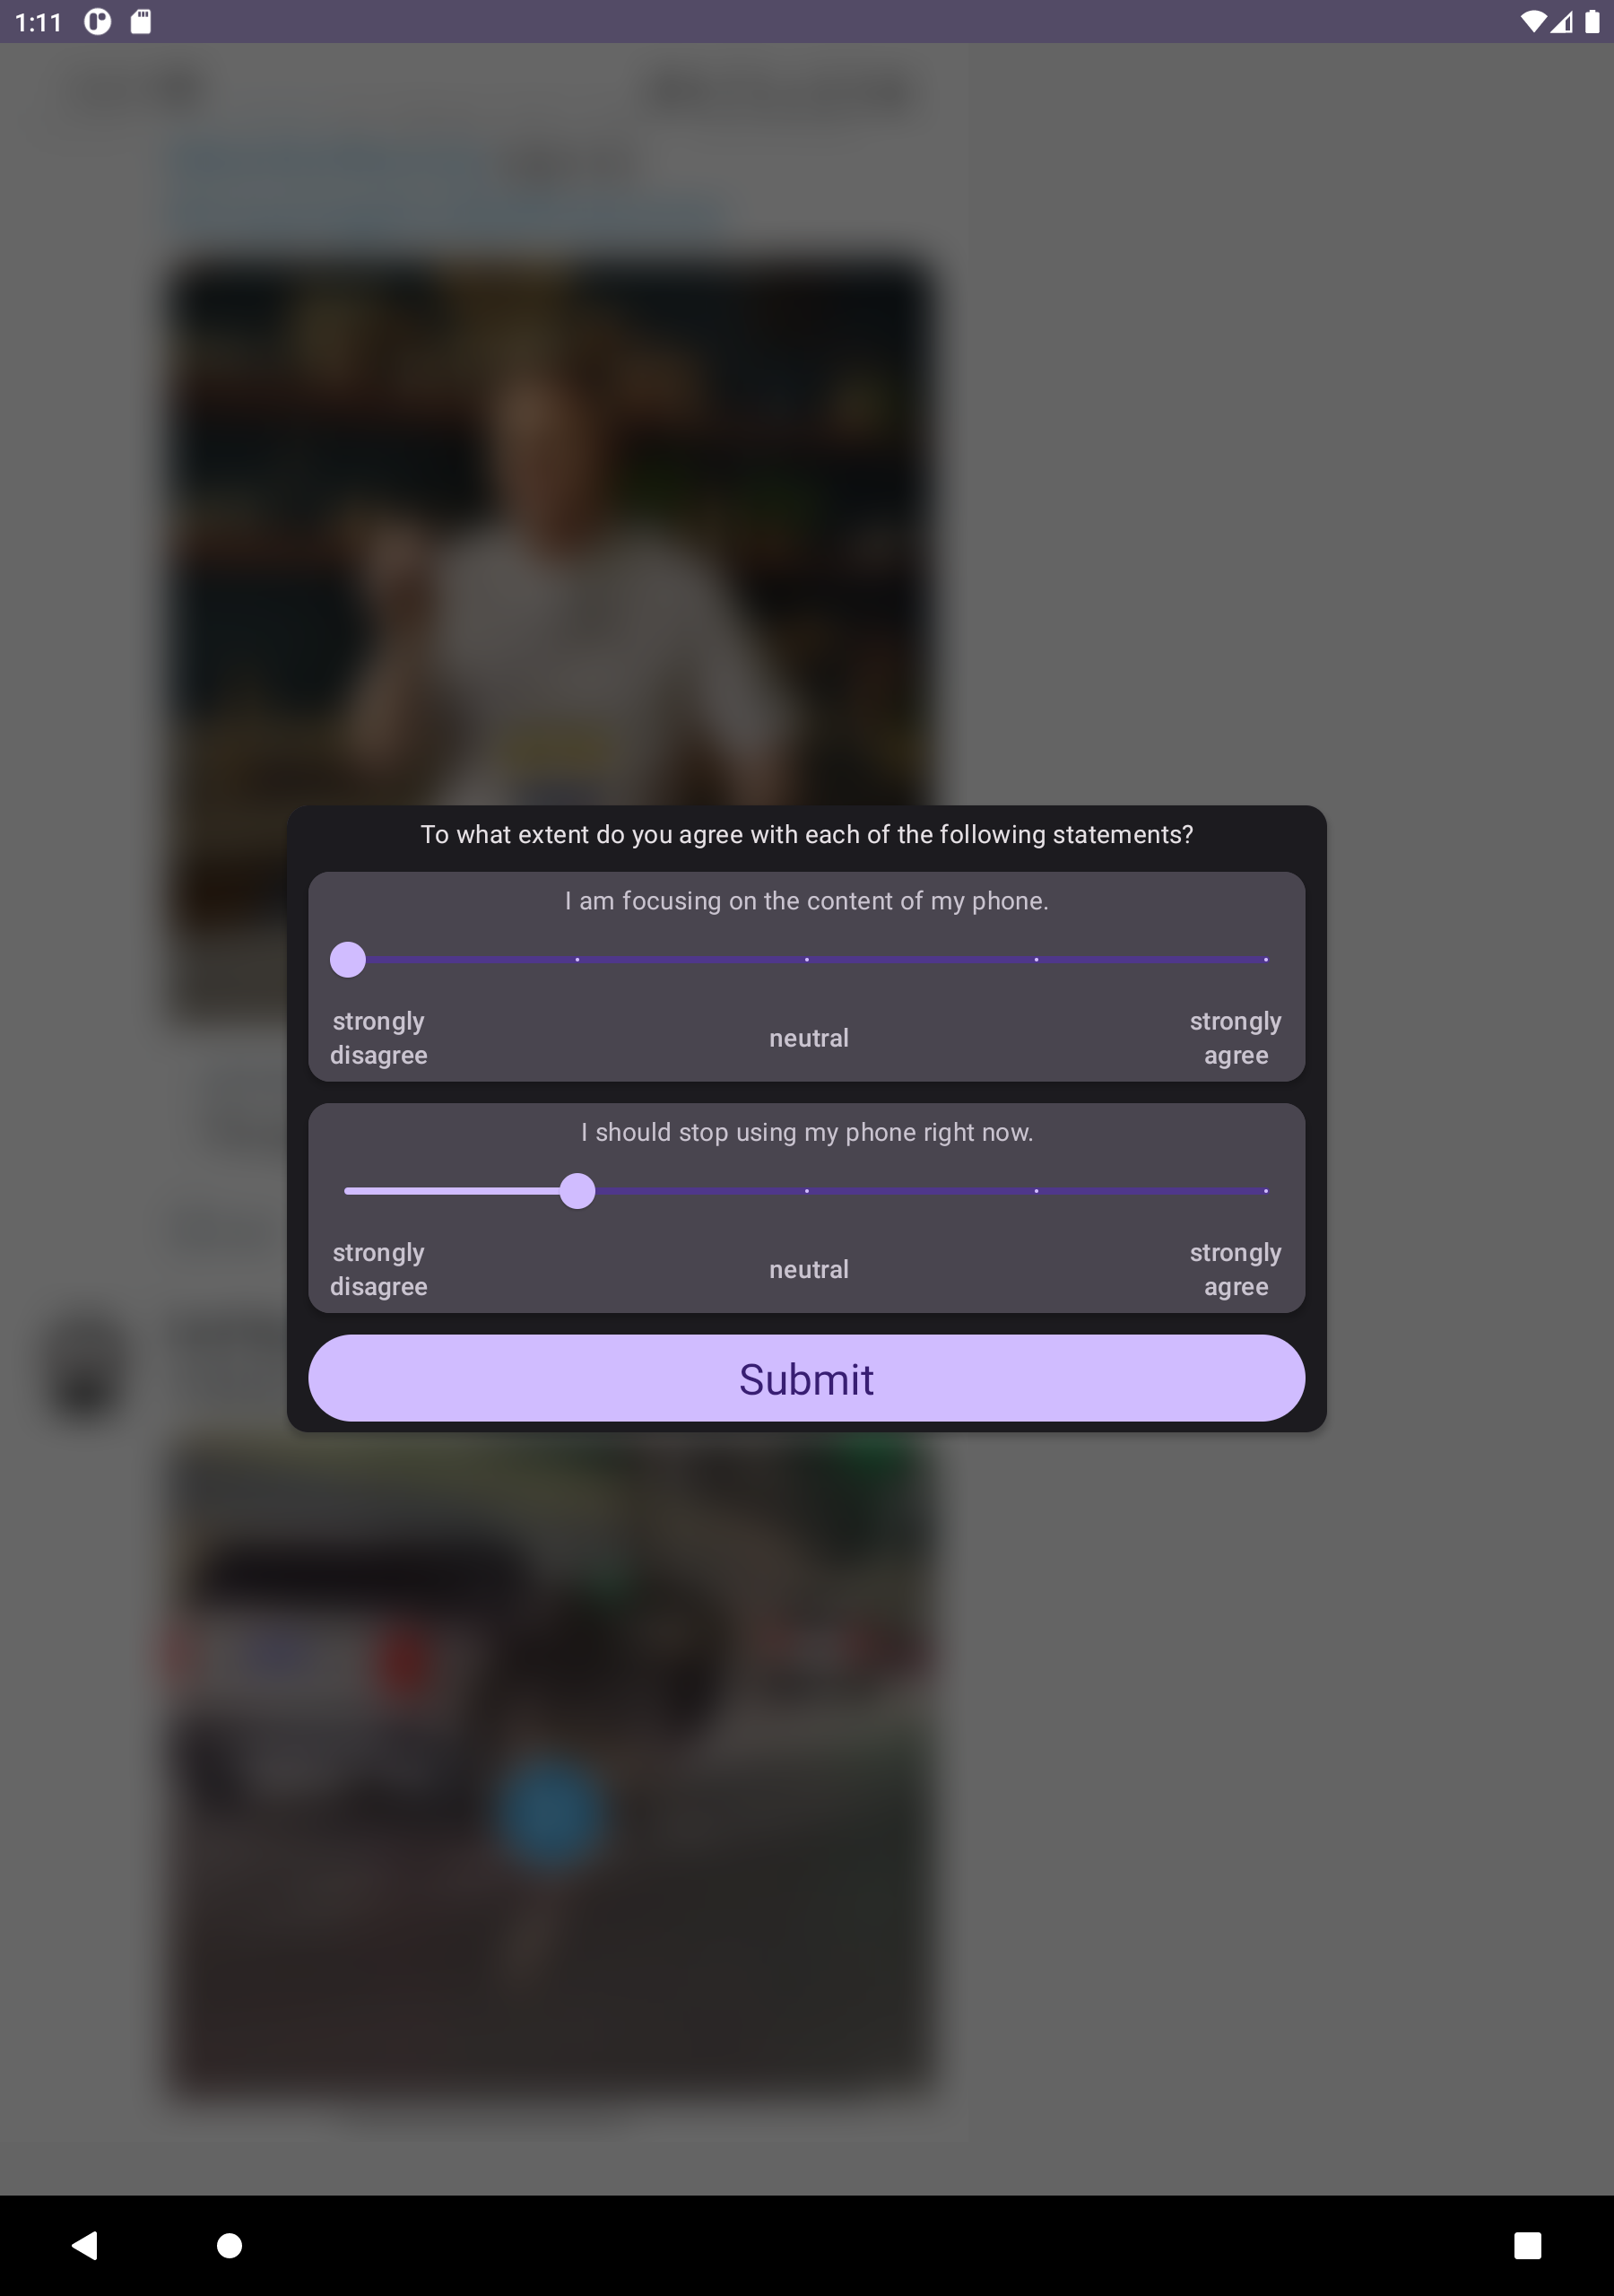 1:11
To what extent do you agree with each of the following statements?
I am focusing on the content of my phone.
strongly disagree
neutral
strongly agree
I should stop using my phone right now.
strongly disagree
neutral
strongly agree
Submit